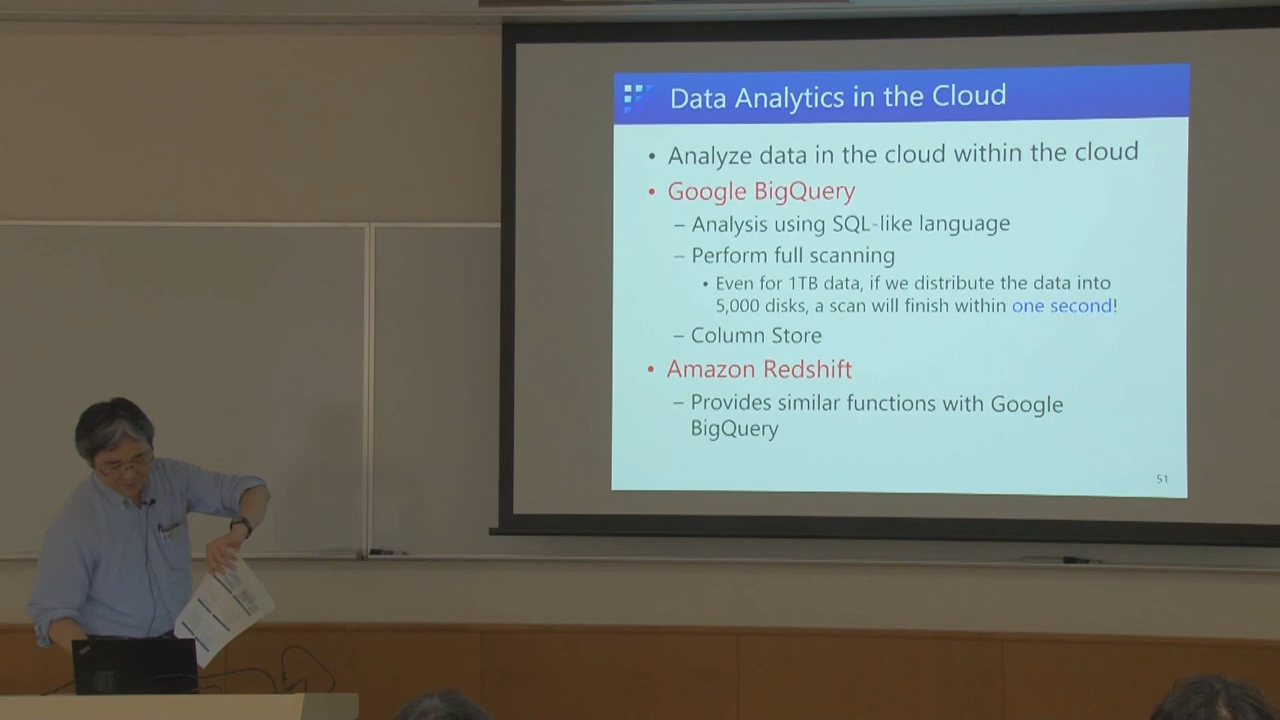 Data Analytics in the Cloud
• Analyze data in the cloud within the cloud
• Google BigQuery
– Analysis using SQL-like language
– Perform full scanning
• Even for 1TB data, if we distribute the data into
5,000 disks, a scan will finish within one second!
– Column Store
• Amazon Redshift
– Provides similar functions with Google
BigQuery
51